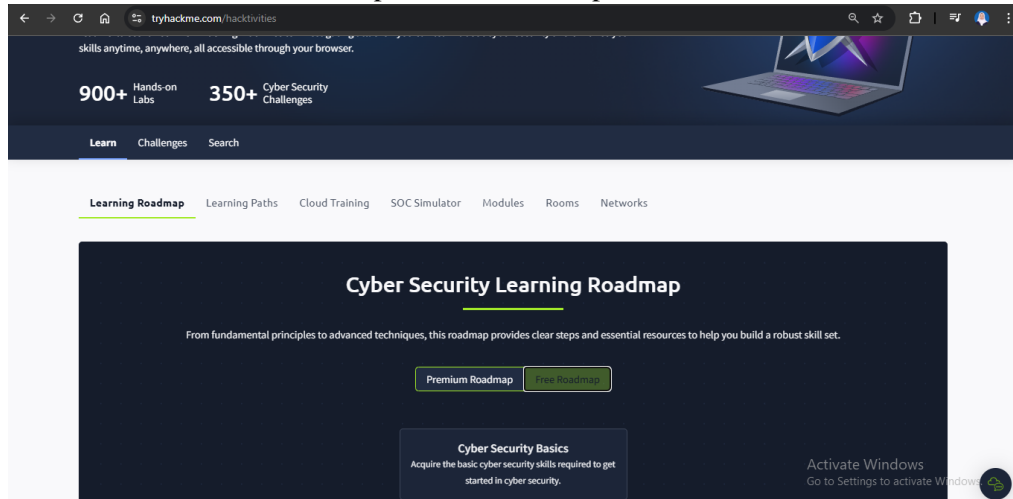 tryhackme.com/hacktivities
skills anytime, anywhere, all accessible through your browser.
900+ Hands-on Labs
350+ Cyber Security Challenges
Learn Challenges Search
Learning Roadmap Learning Paths Cloud Training SOC Simulator Modules Rooms Networks
Cyber Security Learning Roadmap
From fundamental principles to advanced techniques, this roadmap provides clear steps and essential resources to help you build a robust skill set.
Premium Roadmap Free Roadmap
Cyber Security Basics
Acquire the basic cyber security skills required to get
started in cyber security.
Activate Windows
Go to Settings to activate Windows.